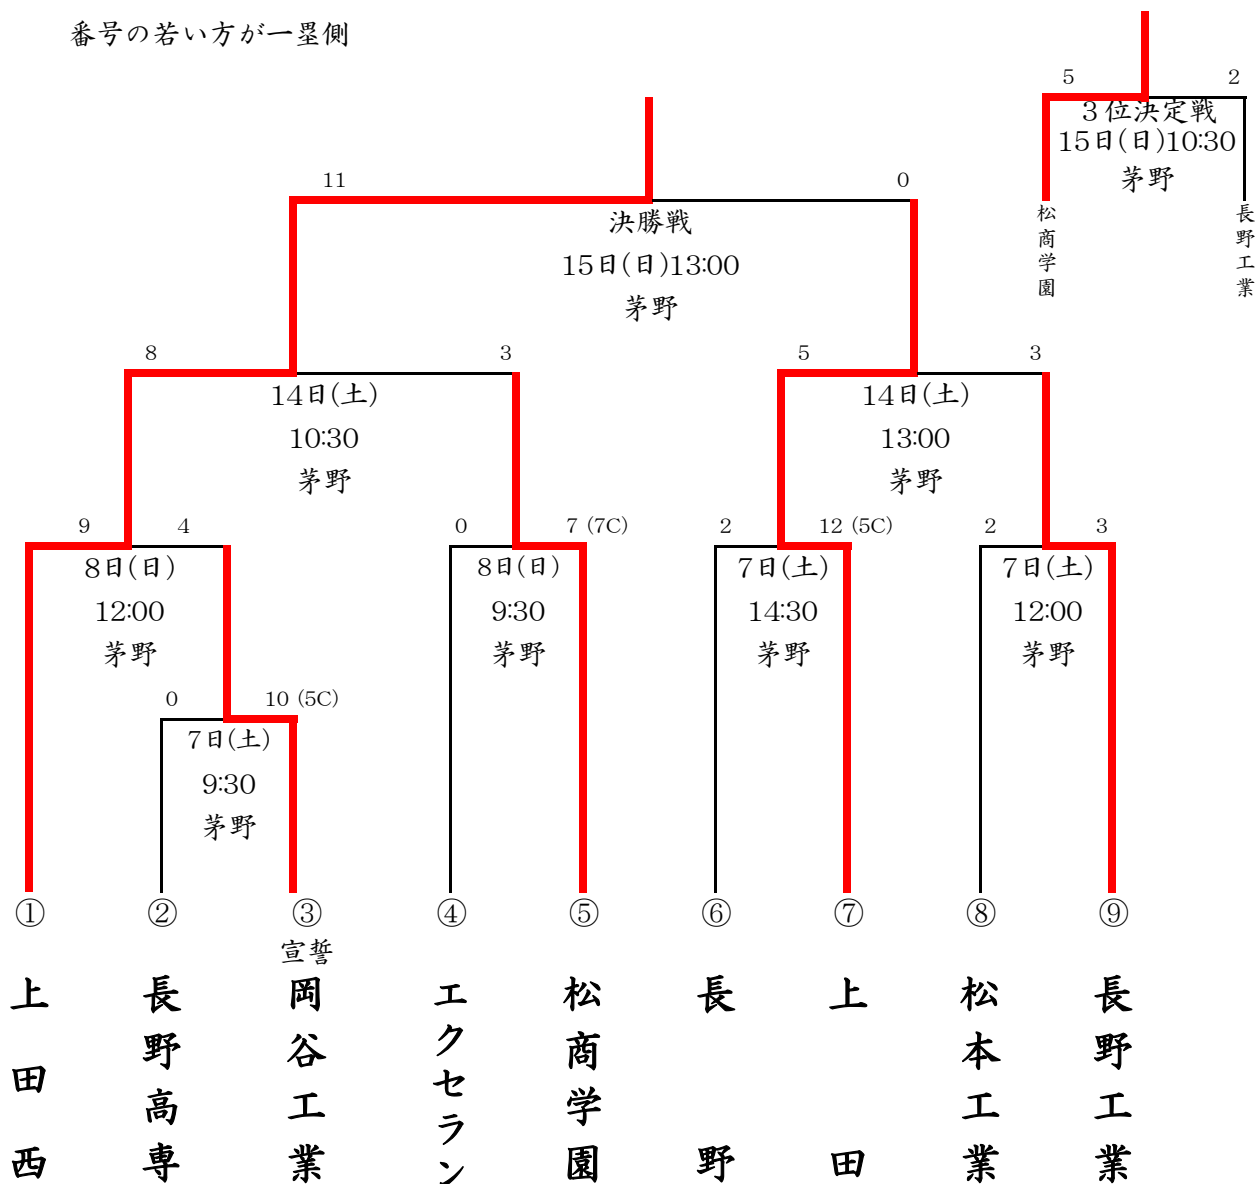 番号の若い方が一塁側
5 2
3位決定戦
15日(日)10:30
茅野
松商学園 長野工業
11 0
決勝戦
15日(日)13:00
茅野
8 3
14日(土)
10:30
茅野
5 3
14日(土)
13:00
茅野
9 4
8日(日)
12:00
茅野
0 7 (7C)
8日(日)
9:30
茅野
2 12 (5C)
7日(土)
14:30
茅野
2 3
7日(土)
12:00
茅野
0 10 (5C)
7日(土)
9:30
茅野
① ② ③ ④ ⑤ ⑥ ⑦ ⑧ ⑨
宣誓
上田西
長野高専
岡谷工業
エクセラン
松商学園
長野
上田
松本工業
長野工業